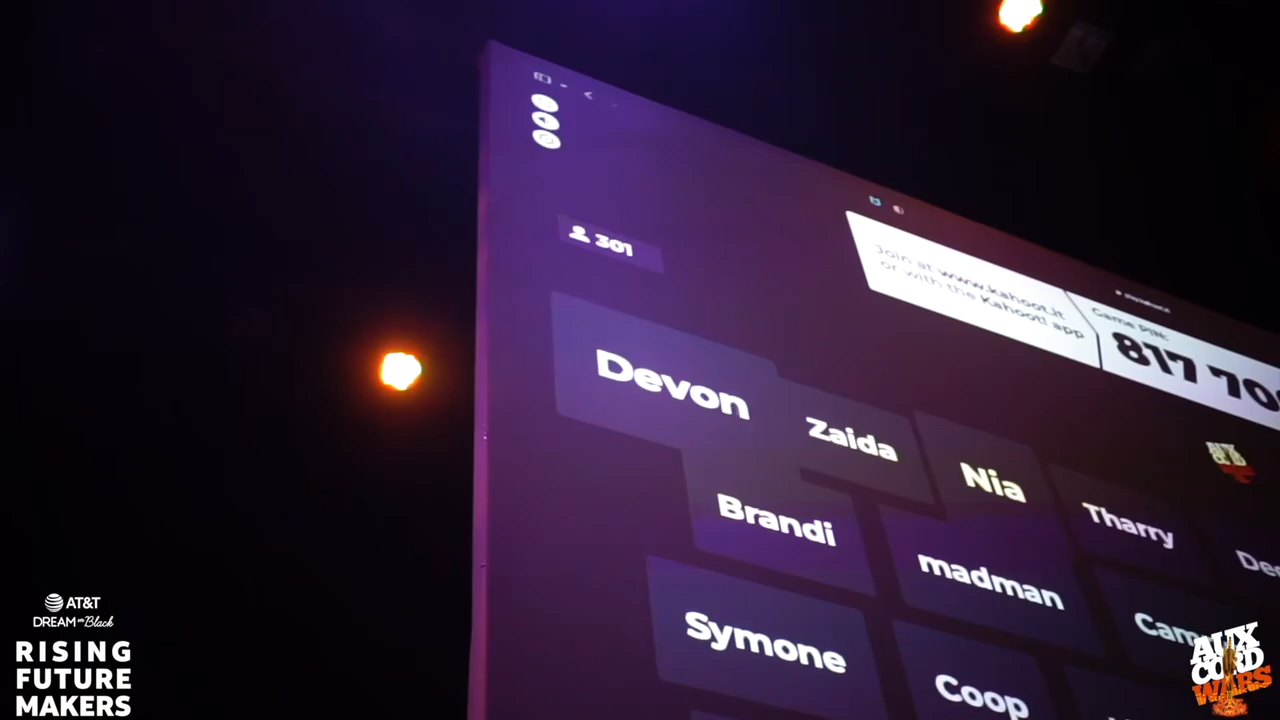 301
Join at www.kahoot.it
or with the Kahoot! app
Game PIN:
817 70
Devon
Zaida
Nia
Tharry
Brandi
madman
Symone
Coop
AT&T
DREAM in Black
RISING
FUTURE
MAKERS
AUX
CORD
WARS